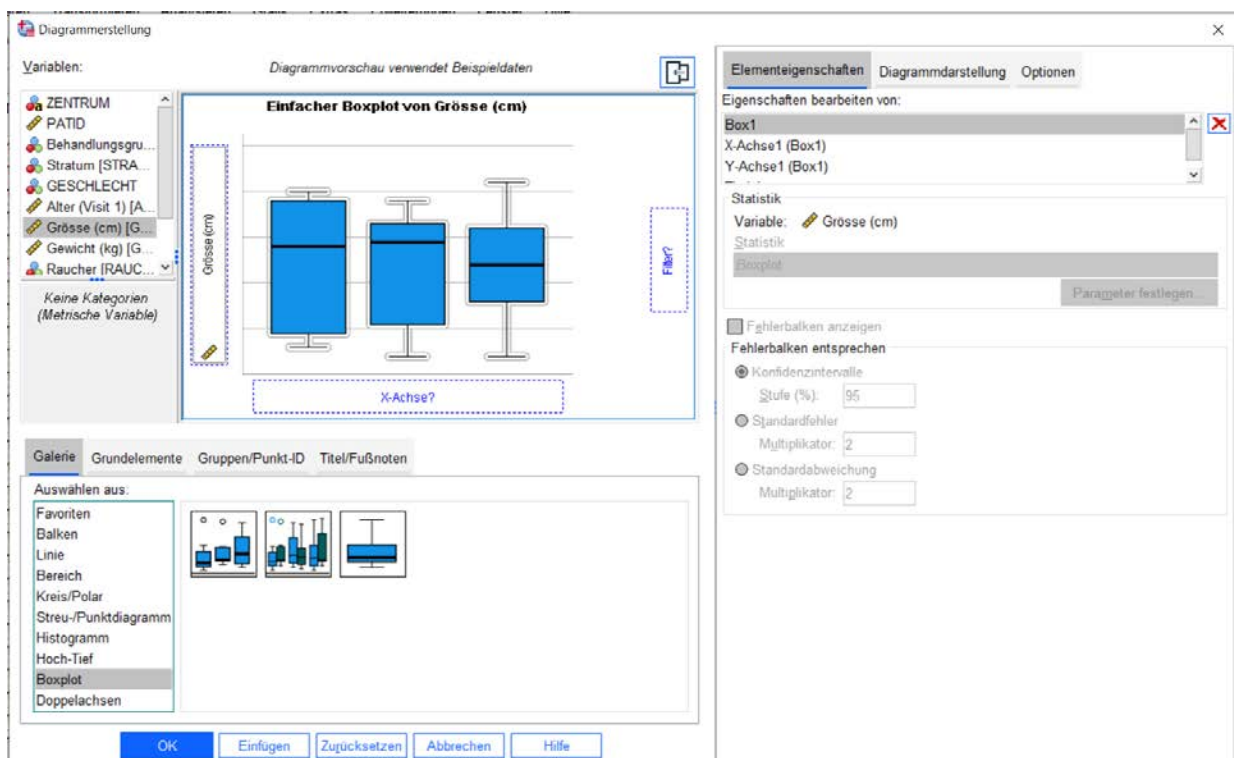 Diagrammerstellung
Variablen:
Diagrammvorschau verwendet Beispieldaten
ZENTRUM
PATID
Behandlungsgru...
Stratum [STRA...
GESCHLECHT
Alter (Visit 1) [A...
Grösse (cm) [G...
Gewicht (kg) [G...
Raucher [RAUC...
Keine Kategorien
(Metrische Variable)
Einfacher Boxplot von Grösse (cm)
Grösse (cm)
Filter?
X-Achse?
Galerie Grundelemente Gruppen/Punkt-ID Titel/Fußnoten
Auswählen aus:
Favoriten
Balken
Linie
Bereich
Kreis/Polar
Streu-/Punktdiagramm
Histogramm
Hoch-Tief
Boxplot
Doppelachsen
OK Einfügen Zurücksetzen Abbrechen Hilfe
Elementeigenschaften Diagrammdarstellung Optionen
Eigenschaften bearbeiten von:
Box1
X-Achse1 (Box1)
Y-Achse1 (Box1)
Statistik
Variable: Grösse (cm)
Statistik
Boxplot
Parameter festlegen...
Fehlerbalken anzeigen
Fehlerbalken entsprechen
Konfidenzintervalle
Stufe (%): 95
Standardfehler
Multiplikator: 2
Standardabweichung
Multiplikator: 2